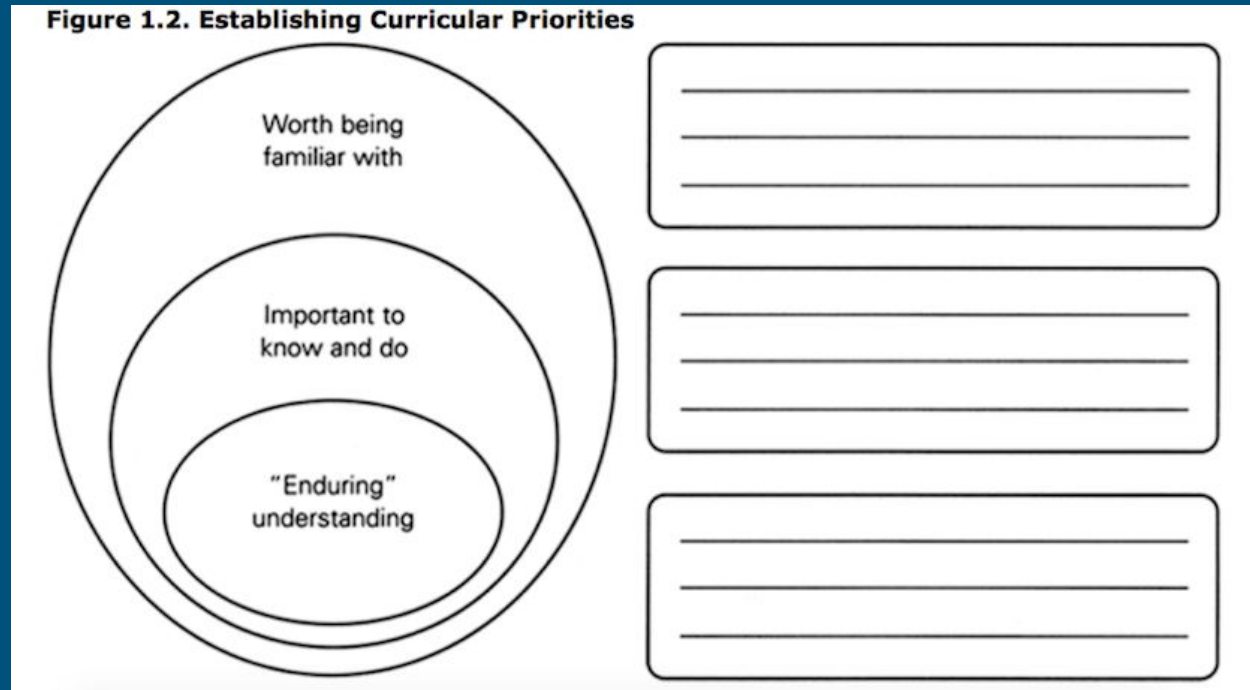 Figure 1.2. Establishing Curricular Priorities
Worth being
familiar with
Important to
know and do
"Enduring"
understanding